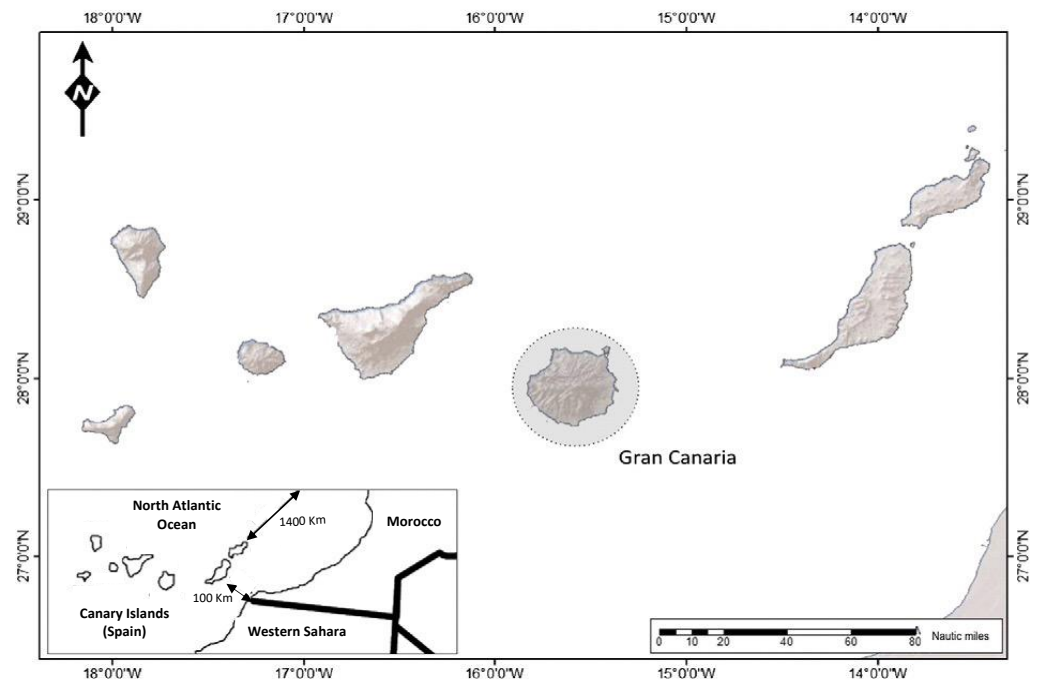 18°0'0"W 17°0'0"W 16°0'0"W 15°0'0"W 14°0'0"W
N
29°0'0"N 29°0'0"N
28°0'0"N 28°0'0"N
Gran Canaria
North Atlantic
Ocean
1400 Km
Morocco
27°0'0"N 27°0'0"N
100 Km
Canary Islands
(Spain)
Western Sahara
0 10 20 40 60 80
Nautic miles
18°0'0"W 17°0'0"W 16°0'0"W 15°0'0"W 14°0'0"W